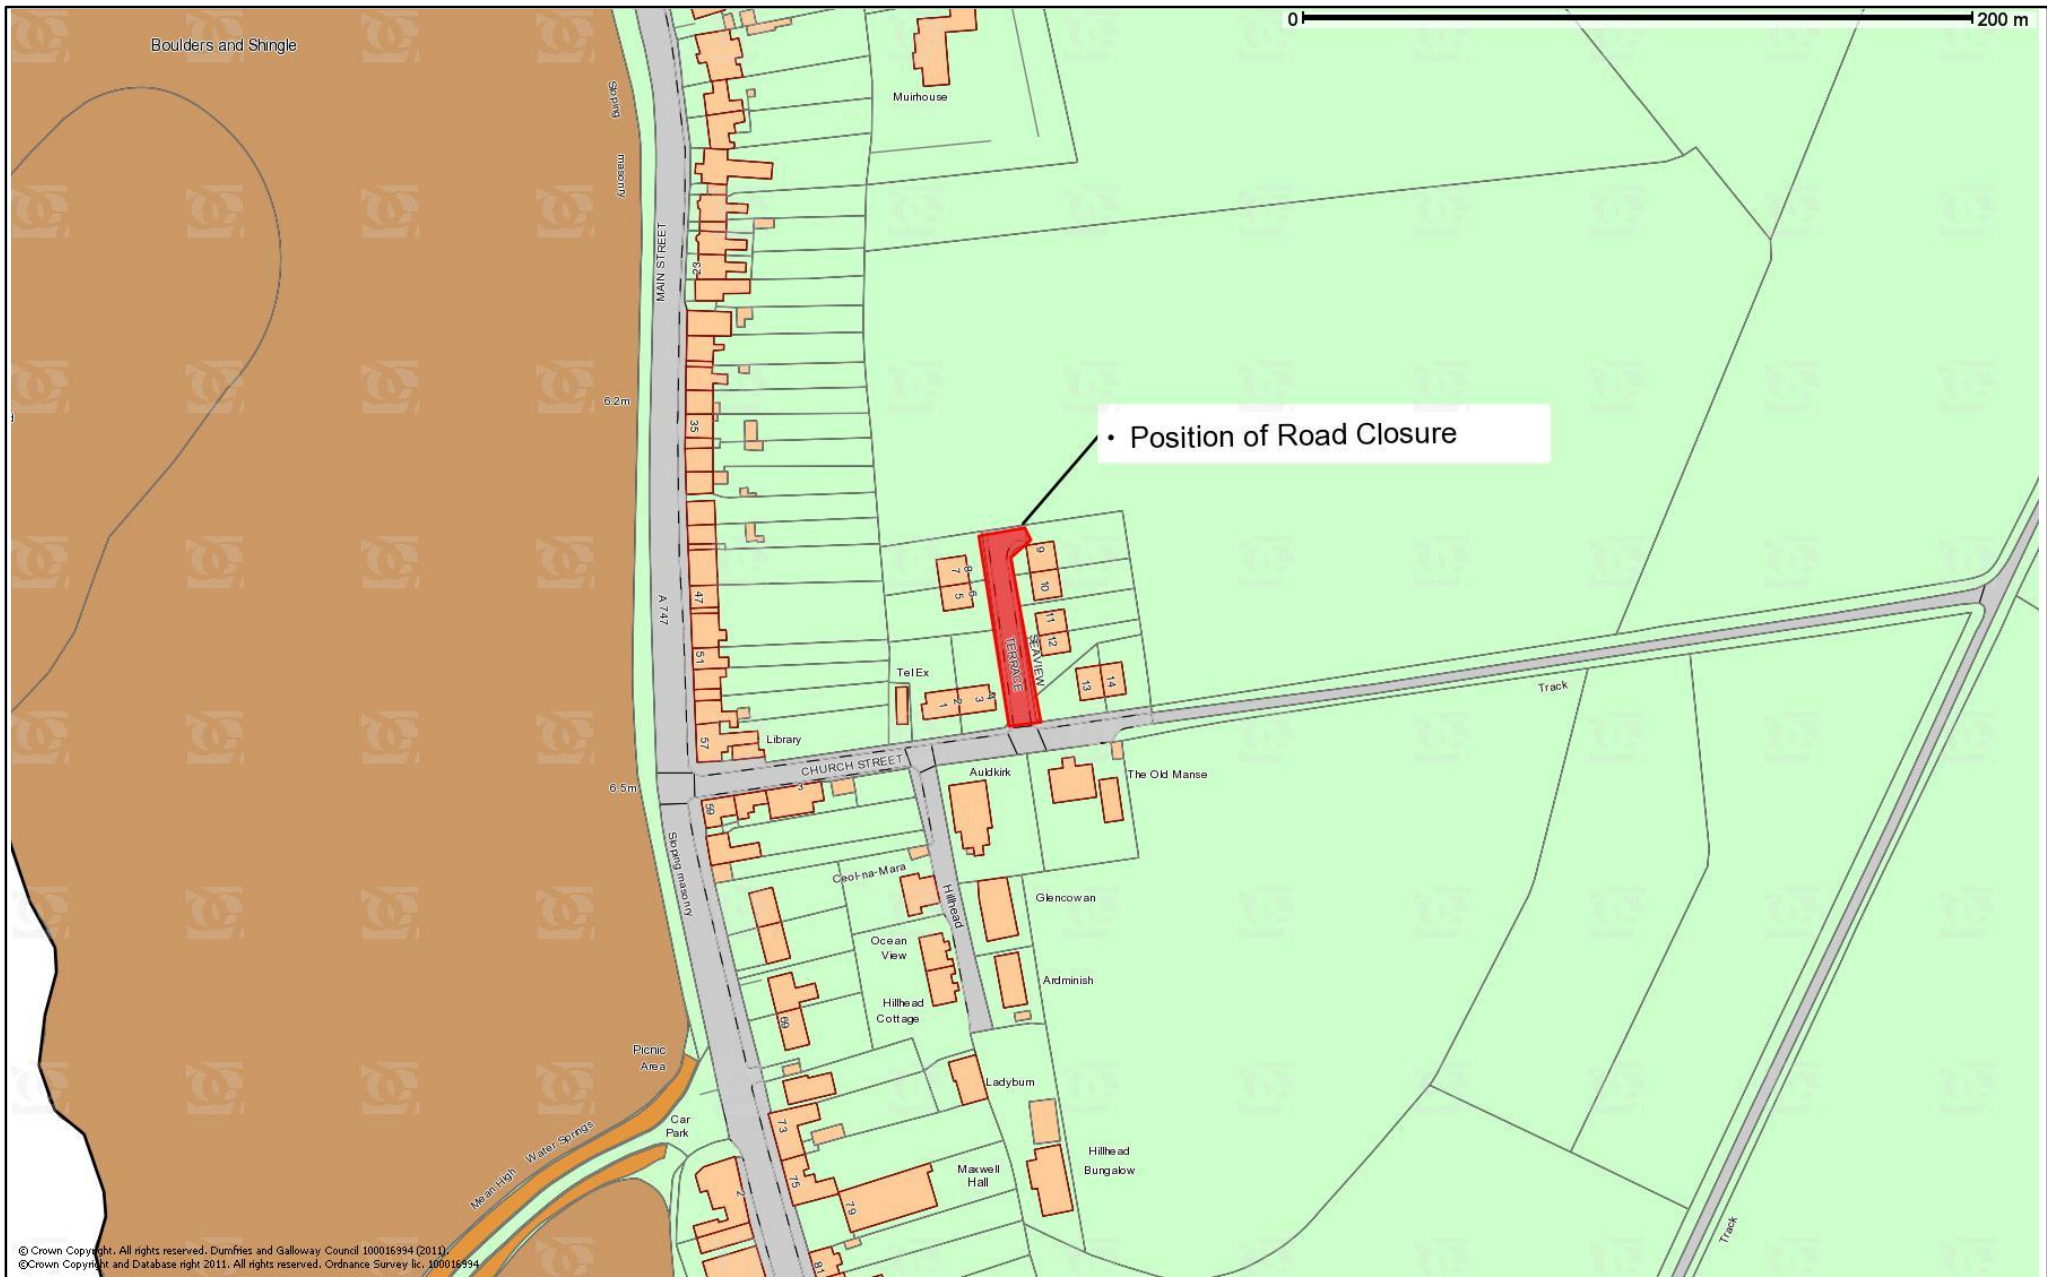 0
200 m
Boulders and Shingle
Sloping
masonry
Muirhouse
MAIN STREET
23
6.2m
35
• Position of Road Closure
A 747
47
51
57
9
10
11
12
7
8
5
6
SEAVIEW
TERRACE
Tel Ex
1
2
3
4
13
14
Track
Library
CHURCH STREET
6.5m
59
3
Auldkirk
The Old Manse
Sloping masonry
Ceol-na-Mara
Hillhead
Glencowan
Ocean
View
Ardminish
Hillhead
Cottage
69
Picnic
Area
Ladyburn
Car
Park
73
Mean High Water Springs
Hillhead
Bungalow
Maxwell
Hall
75
2
79
81
Track
© Crown Copyright. All rights reserved. Dumfries and Galloway Council 100016994 (2011).
©Crown Copyright and Database right 2011. All rights reserved. Ordnance Survey lic. 100016994